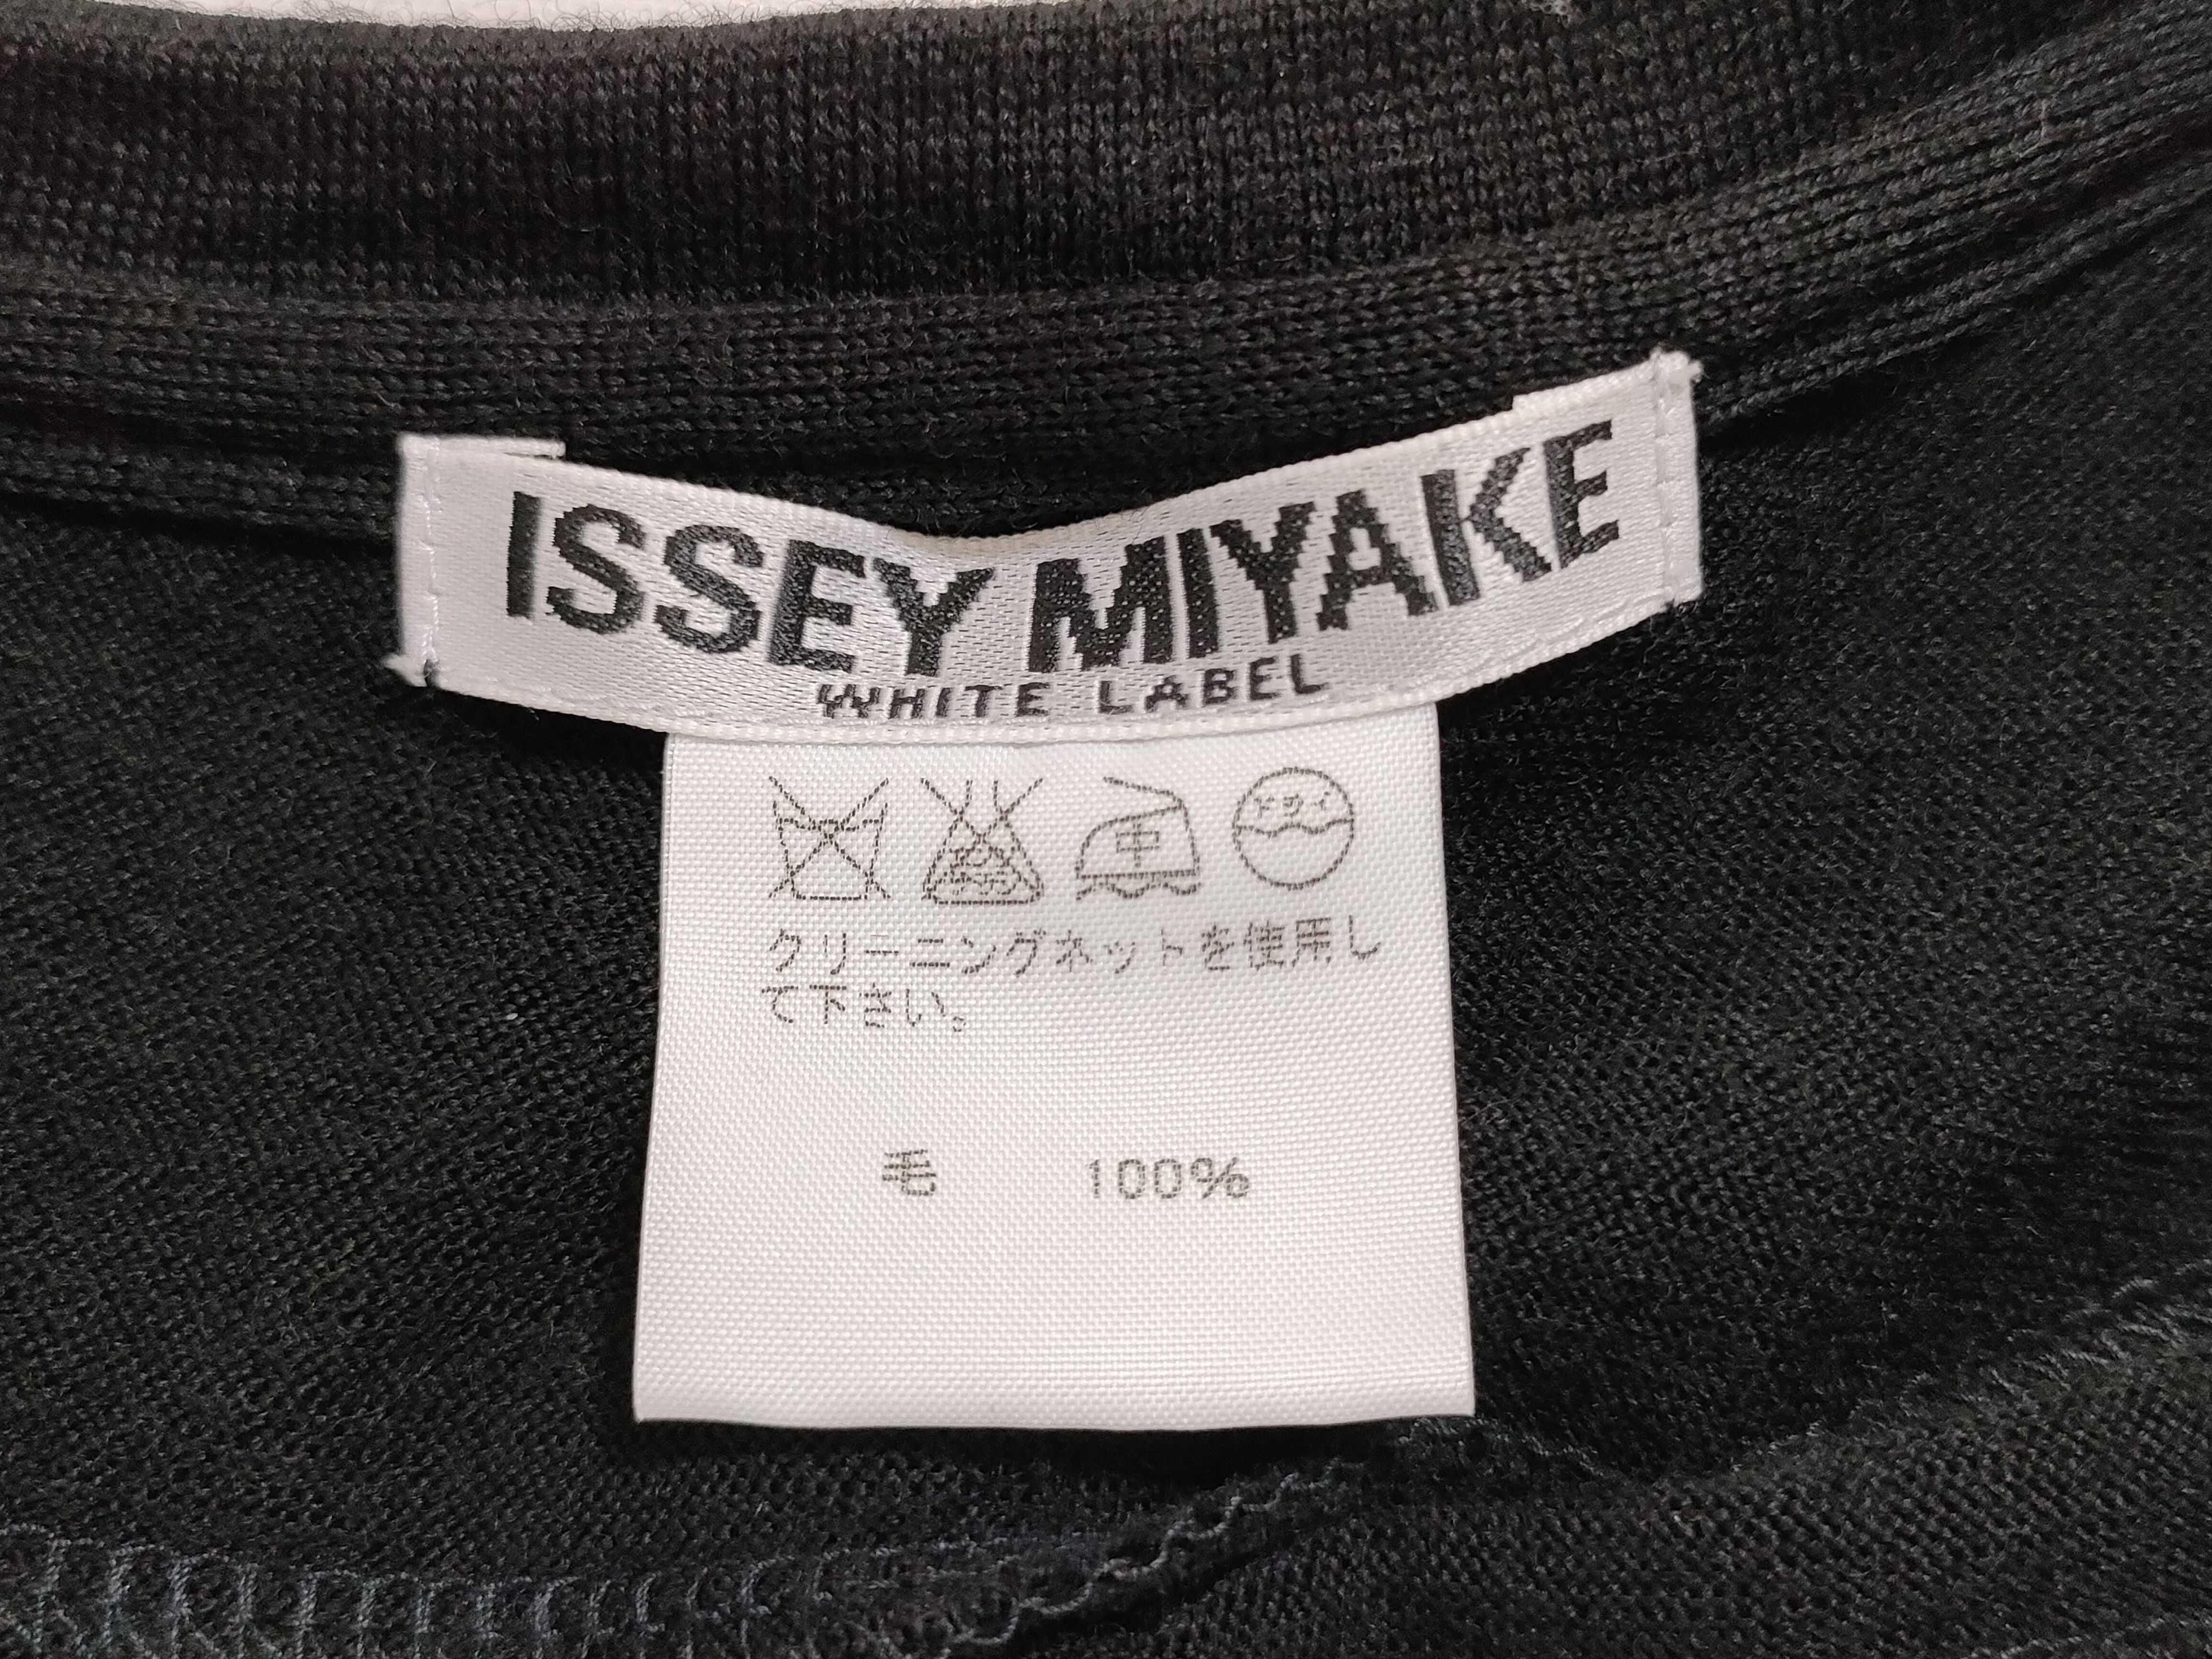 ISSEY MIYAKE
WHITE LABEL
中 ドライ
クリーニングネットを使用し
て下さい。
毛 100%